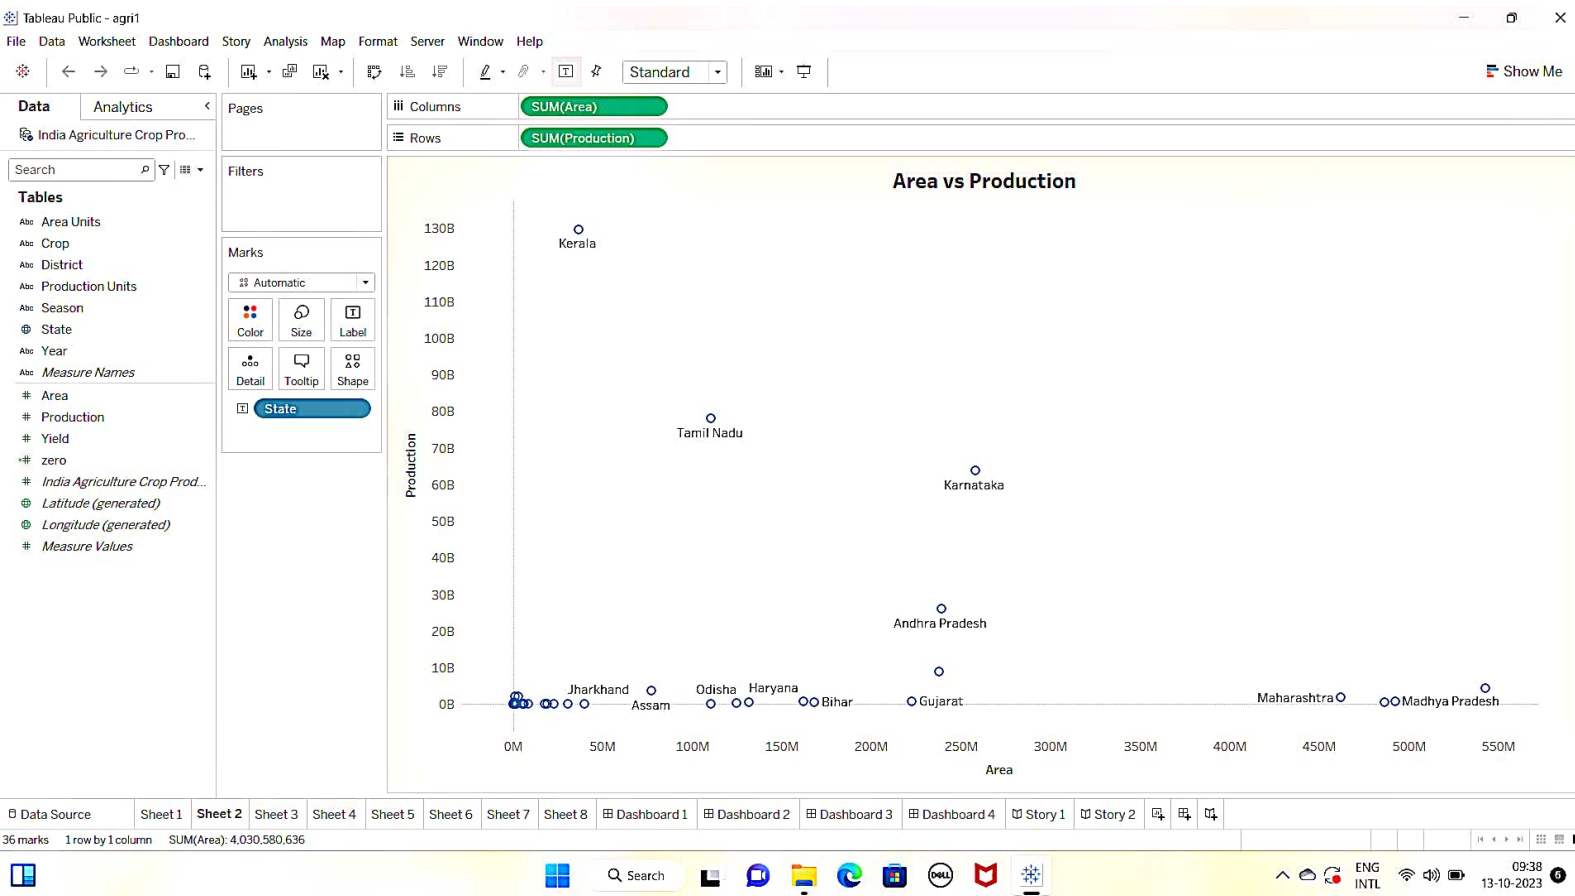 Tableau Public - agri1
File Data Worksheet Dashboard Story Analysis Map Format Server Window Help
Standard
Show Me
Data Analytics
India Agriculture Crop Pro...
Search
Tables
Abc Area Units
Abc Crop
Abc District
Abc Production Units
Abc Season
State
Abc Year
Abc Measure Names
# Area
# Production
# Yield
# zero
# India Agriculture Crop Prod...
Latitude (generated)
Longitude (generated)
# Measure Values
Pages
Filters
Marks
Automatic
Color Size Label
Detail Tooltip Shape
State
Columns SUM(Area)
Rows SUM(Production)
Area vs Production
Production
130B
120B
110B
100B
90B
80B
70B
60B
50B
40B
30B
20B
10B
0B
Kerala
Tamil Nadu
Karnataka
Andhra Pradesh
Jharkhand
Assam
Odisha
Haryana
Bihar
Gujarat
Maharashtra
Madhya Pradesh
0M 50M 100M 150M 200M 250M 300M 350M 400M 450M 500M 550M
Area
Data Source Sheet 1 Sheet 2 Sheet 3 Sheet 4 Sheet 5 Sheet 6 Sheet 7 Sheet 8 Dashboard 1 Dashboard 2 Dashboard 3 Dashboard 4 Story 1 Story 2
36 marks 1 row by 1 column SUM(Area): 4,030,580,636
Search
DELL
ENG
INTL
09:38
13-10-2023